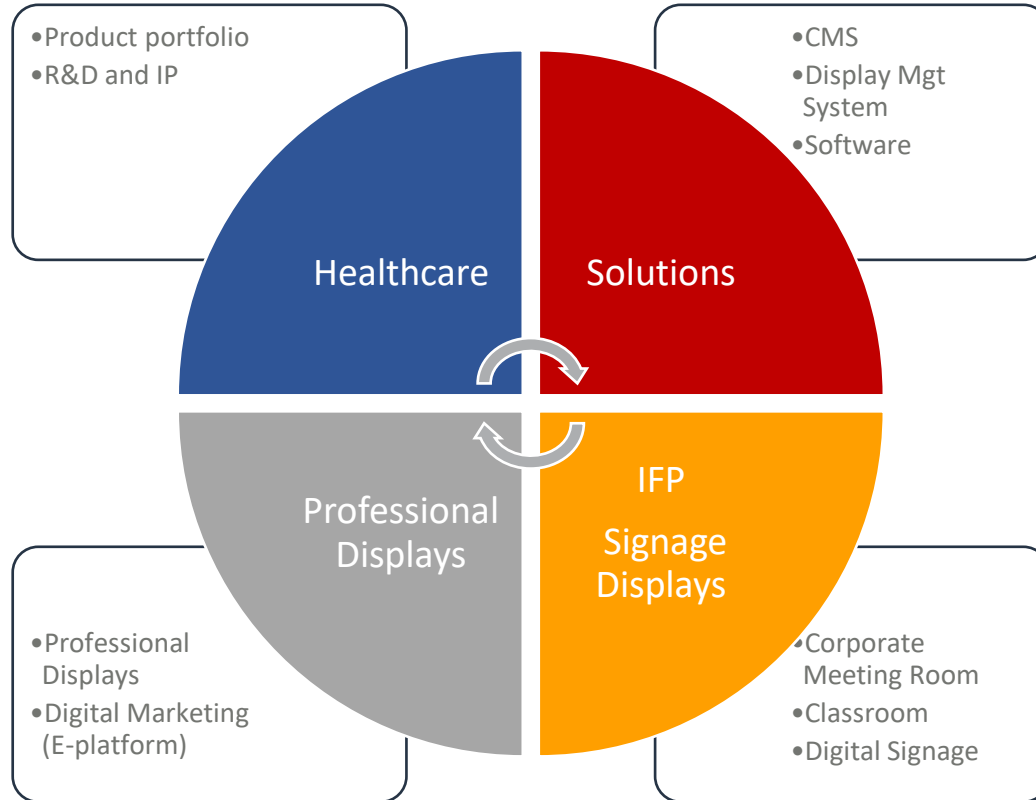 •Product portfolio
•R&D and IP
•CMS
•Display Mgt
System
•Software
Healthcare
Solutions
Professional
Displays
IFP
Signage
Displays
•Professional
Displays
•Digital Marketing
(E-platform)
•Corporate
Meeting Room
•Classroom
•Digital Signage